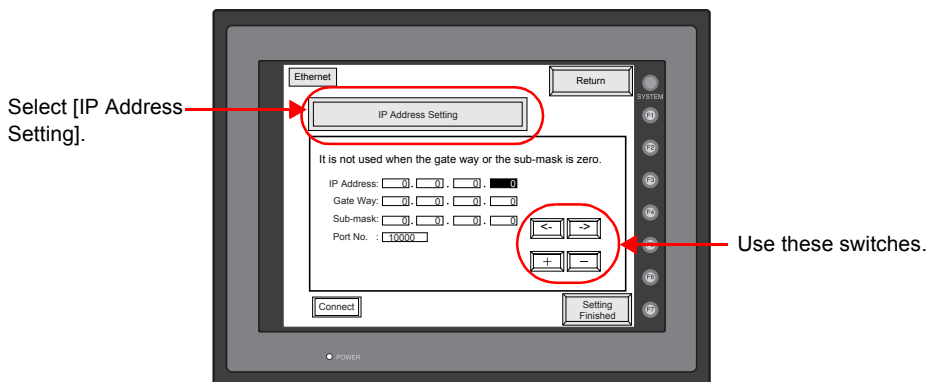 Ethernet
Return
SYSTEM
Select [IP Address
Setting].
IP Address Setting
F1
F2
It is not used when the gate way or the sub-mask is zero.
F3
IP Address: 0. 0. 0. 0
Gate Way: 0. 0. 0. 0
F4
Sub-mask: 0. 0. 0. 0
Port No. : 10000
<- ->
Use these switches.
+ −
F6
Connect
Setting
Finished
F7
POWER